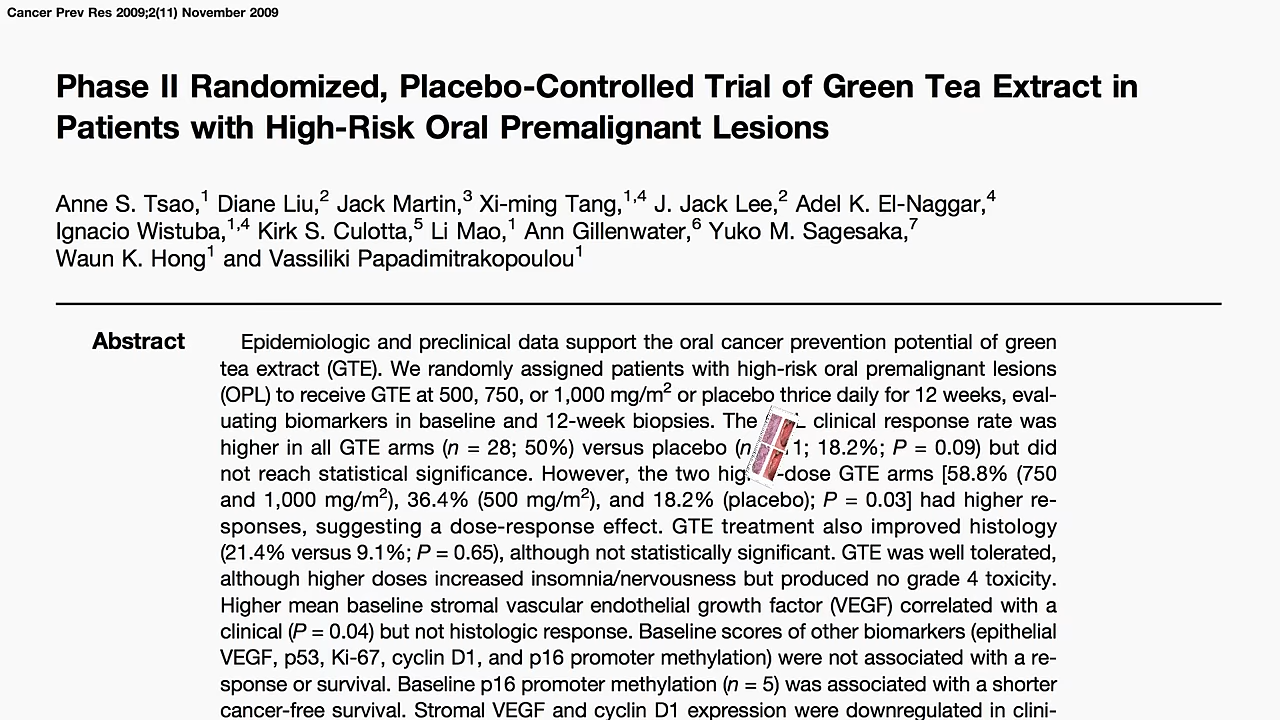 Cancer Prev Res 2009;2(11) November 2009
Phase II Randomized, Placebo-Controlled Trial of Green Tea Extract in
Patients with High-Risk Oral Premalignant Lesions
Anne S. Tsao,1 Diane Liu,2 Jack Martin,3 Xi-ming Tang,1,4 J. Jack Lee,2 Adel K. El-Naggar,4
Ignacio Wistuba,1,4 Kirk S. Culotta,5 Li Mao,1 Ann Gillenwater,6 Yuko M. Sagesaka,7
Waun K. Hong1 and Vassiliki Papadimitrakopoulou1
Abstract
Epidemiologic and preclinical data support the oral cancer prevention potential of green
tea extract (GTE). We randomly assigned patients with high-risk oral premalignant lesions
(OPL) to receive GTE at 500, 750, or 1,000 mg/m2 or placebo thrice daily for 12 weeks, eval-
uating biomarkers in baseline and 12-week biopsies. The clinical response rate was
higher in all GTE arms (n = 28; 50%) versus placebo (n 1; 18.2%; P = 0.09) but did
not reach statistical significance. However, the two hig -dose GTE arms [58.8% (750
and 1,000 mg/m2), 36.4% (500 mg/m2), and 18.2% (placebo); P = 0.03] had higher re-
sponses, suggesting a dose-response effect. GTE treatment also improved histology
(21.4% versus 9.1%; P = 0.65), although not statistically significant. GTE was well tolerated,
although higher doses increased insomnia/nervousness but produced no grade 4 toxicity.
Higher mean baseline stromal vascular endothelial growth factor (VEGF) correlated with a
clinical (P = 0.04) but not histologic response. Baseline scores of other biomarkers (epithelial
VEGF, p53, Ki-67, cyclin D1, and p16 promoter methylation) were not associated with a re-
sponse or survival. Baseline p16 promoter methylation (n = 5) was associated with a shorter
cancer-free survival. Stromal VEGF and cyclin D1 expression were downregulated in clini-